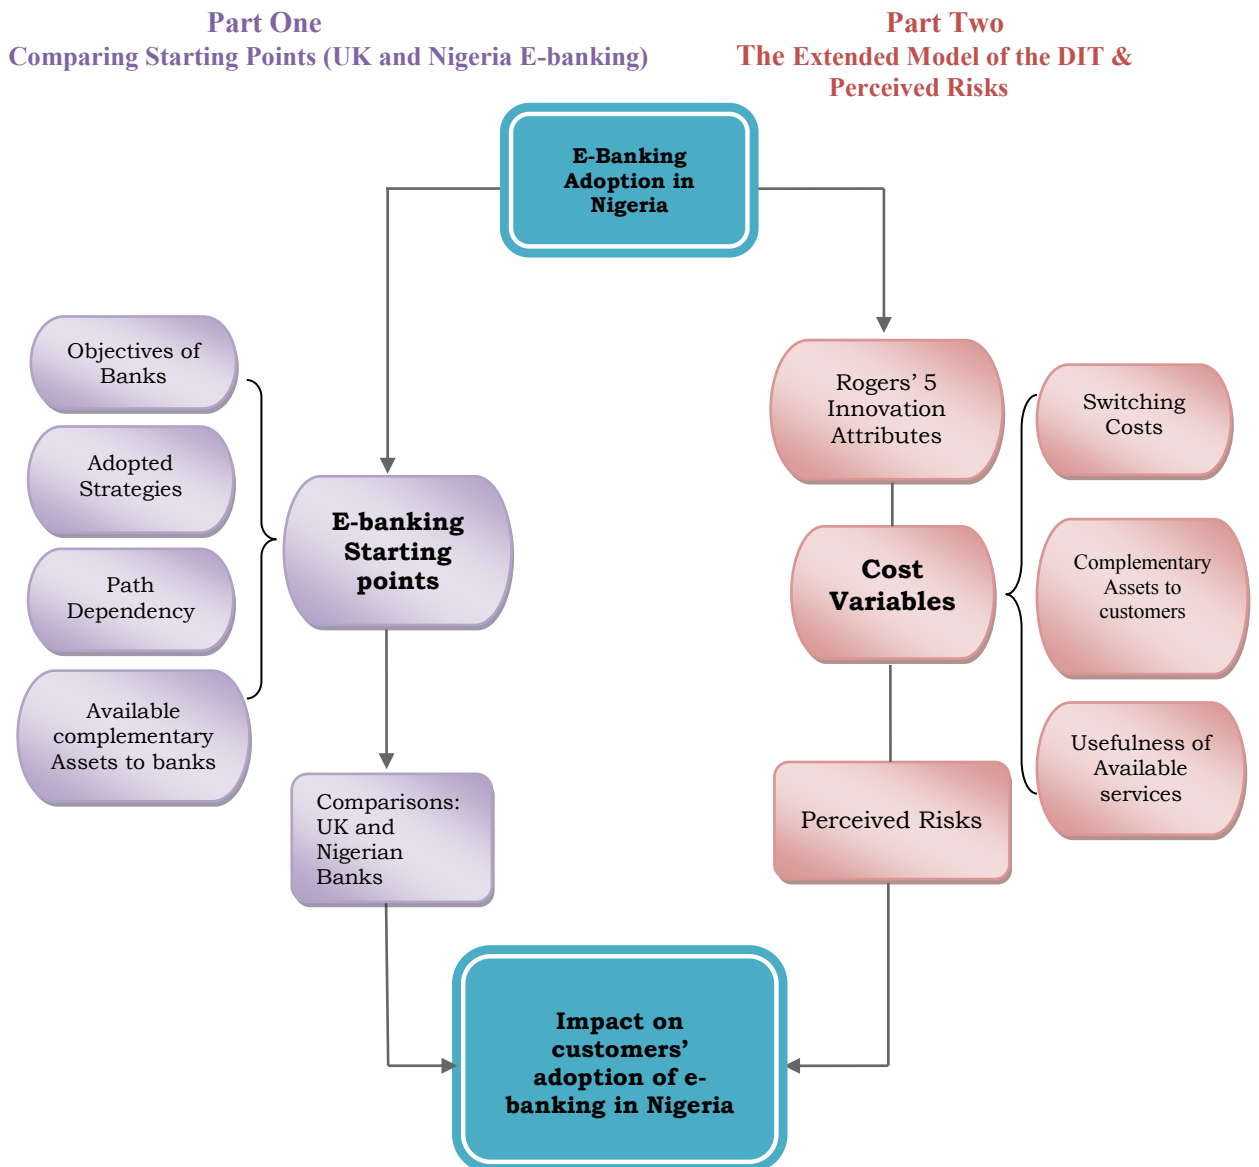 Part One
Comparing Starting Points (UK and Nigeria E-banking)
Part Two
The Extended Model of the DIT &
Perceived Risks
E-Banking
Adoption in
Nigeria
Objectives of
Banks
Adopted
Strategies
Path
Dependency
Available
complementary
Assets to banks
E-banking
Starting
points
Comparisons:
UK and
Nigerian
Banks
Rogers’ 5
Innovation
Attributes
Cost
Variables
Perceived Risks
Switching
Costs
Complementary
Assets to
customers
Usefulness of
Available
services
Impact on
customers’
adoption of e-
banking in Nigeria